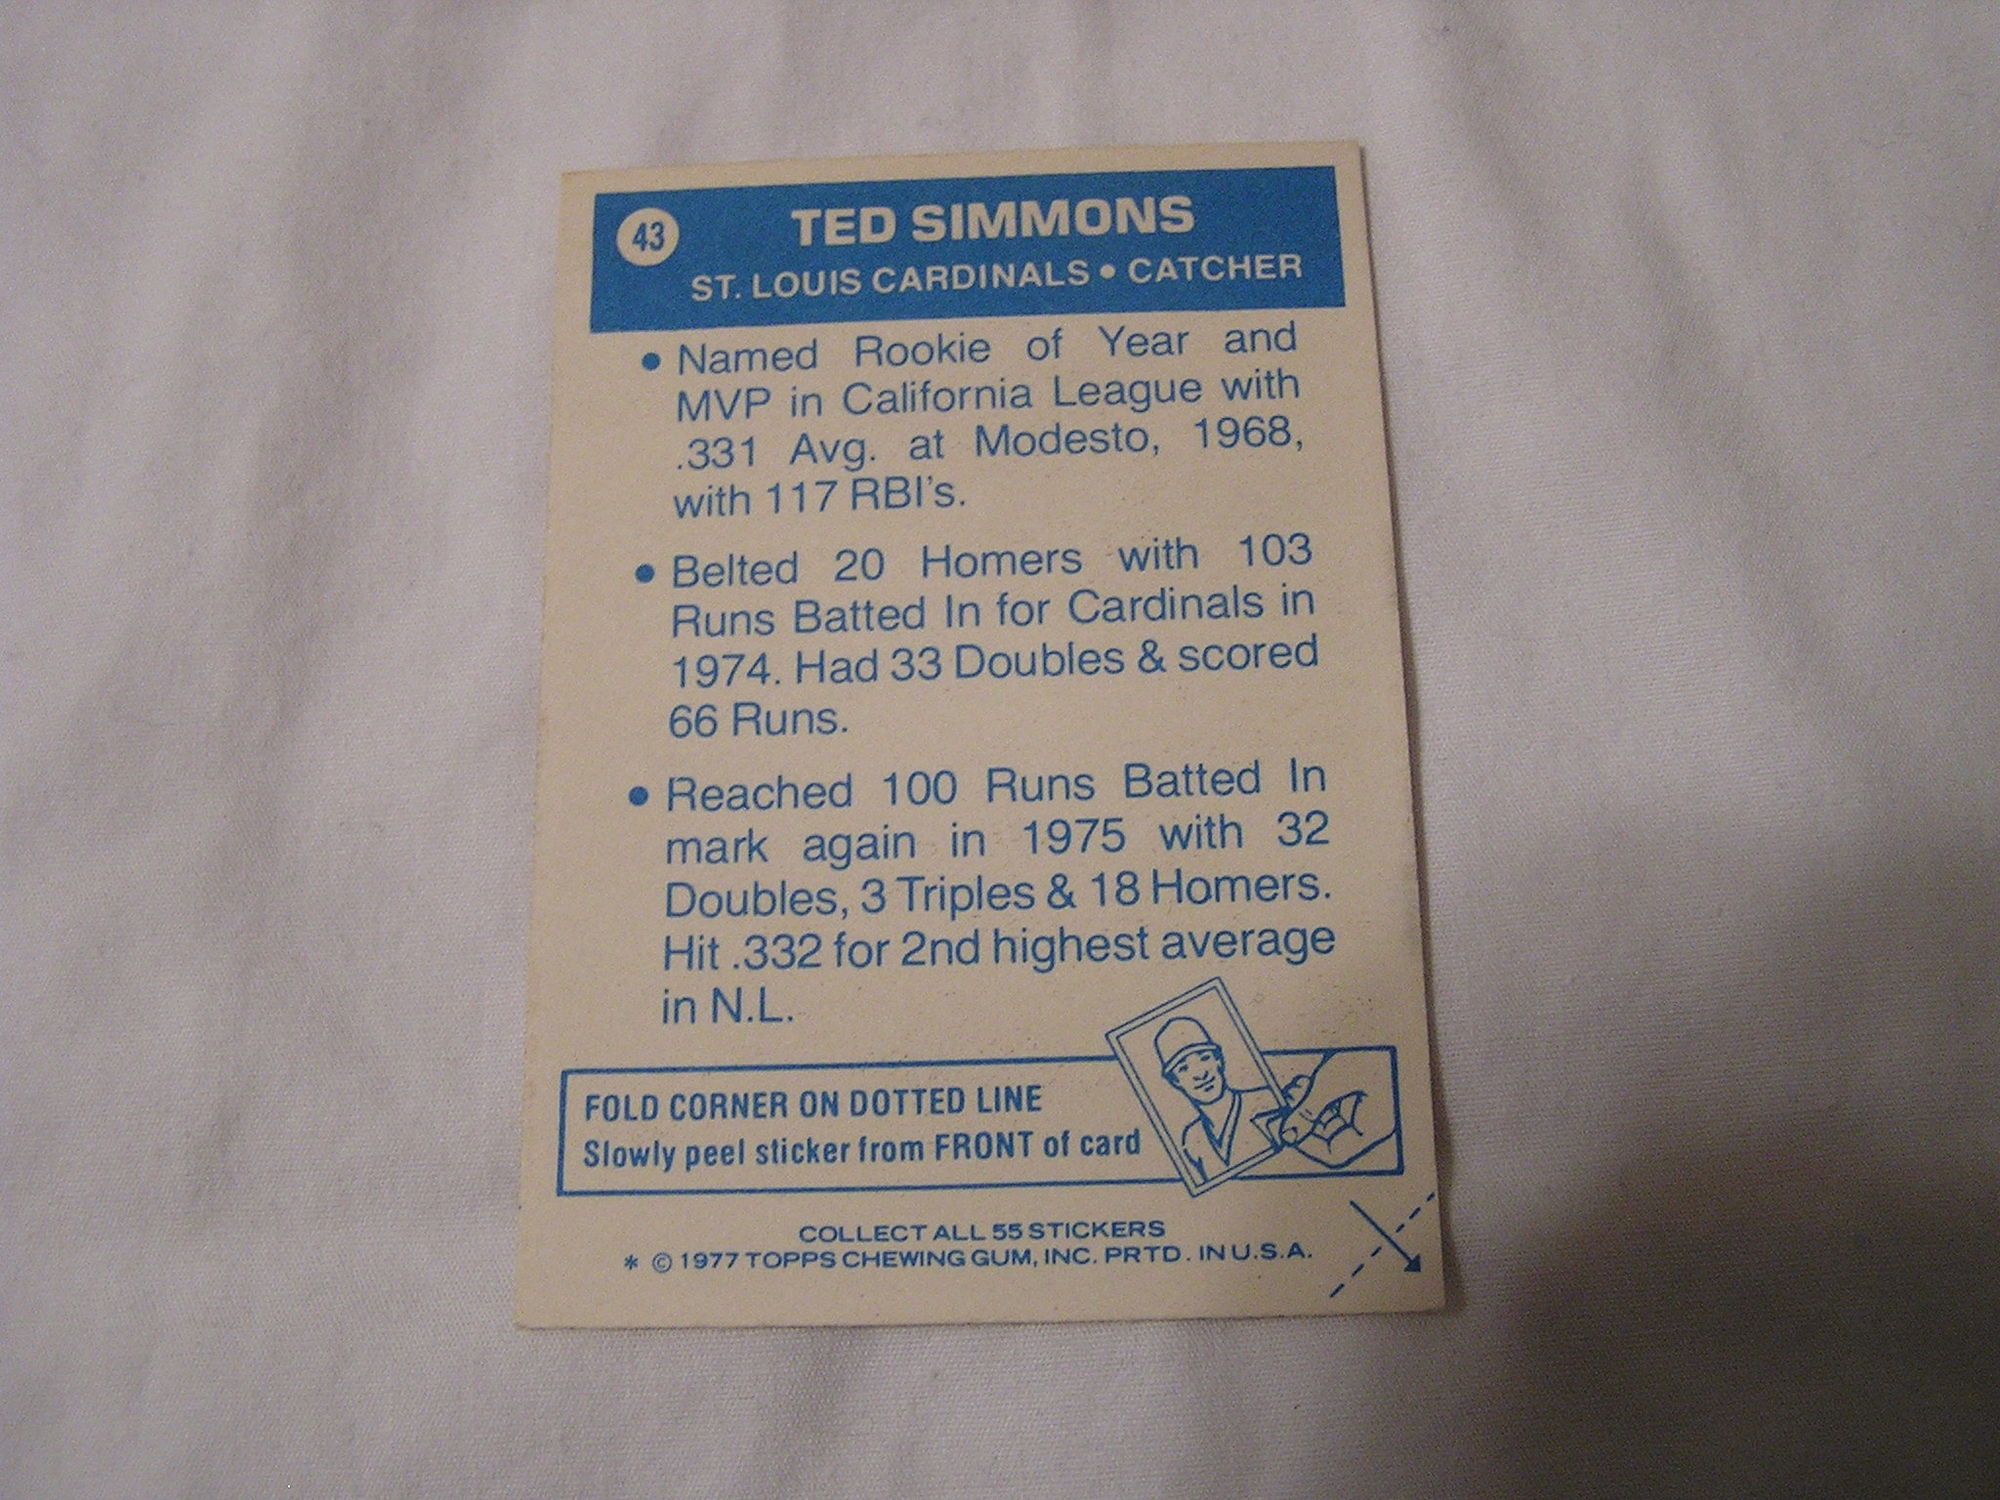 43
TED SIMMONS
ST. LOUIS CARDINALS • CATCHER
• Named Rookie of Year and
MVP in California League with
.331 Avg. at Modesto, 1968,
with 117 RBI's.
• Belted 20 Homers with 103
Runs Batted In for Cardinals in
1974. Had 33 Doubles & scored
66 Runs.
• Reached 100 Runs Batted In
mark again in 1975 with 32
Doubles, 3 Triples & 18 Homers.
Hit .332 for 2nd highest average
in N.L.
FOLD CORNER ON DOTTED LINE
Slowly peel sticker from FRONT of card
COLLECT ALL 55 STICKERS
* © 1977 TOPPS CHEWING GUM, INC. PRTD. IN U.S.A.